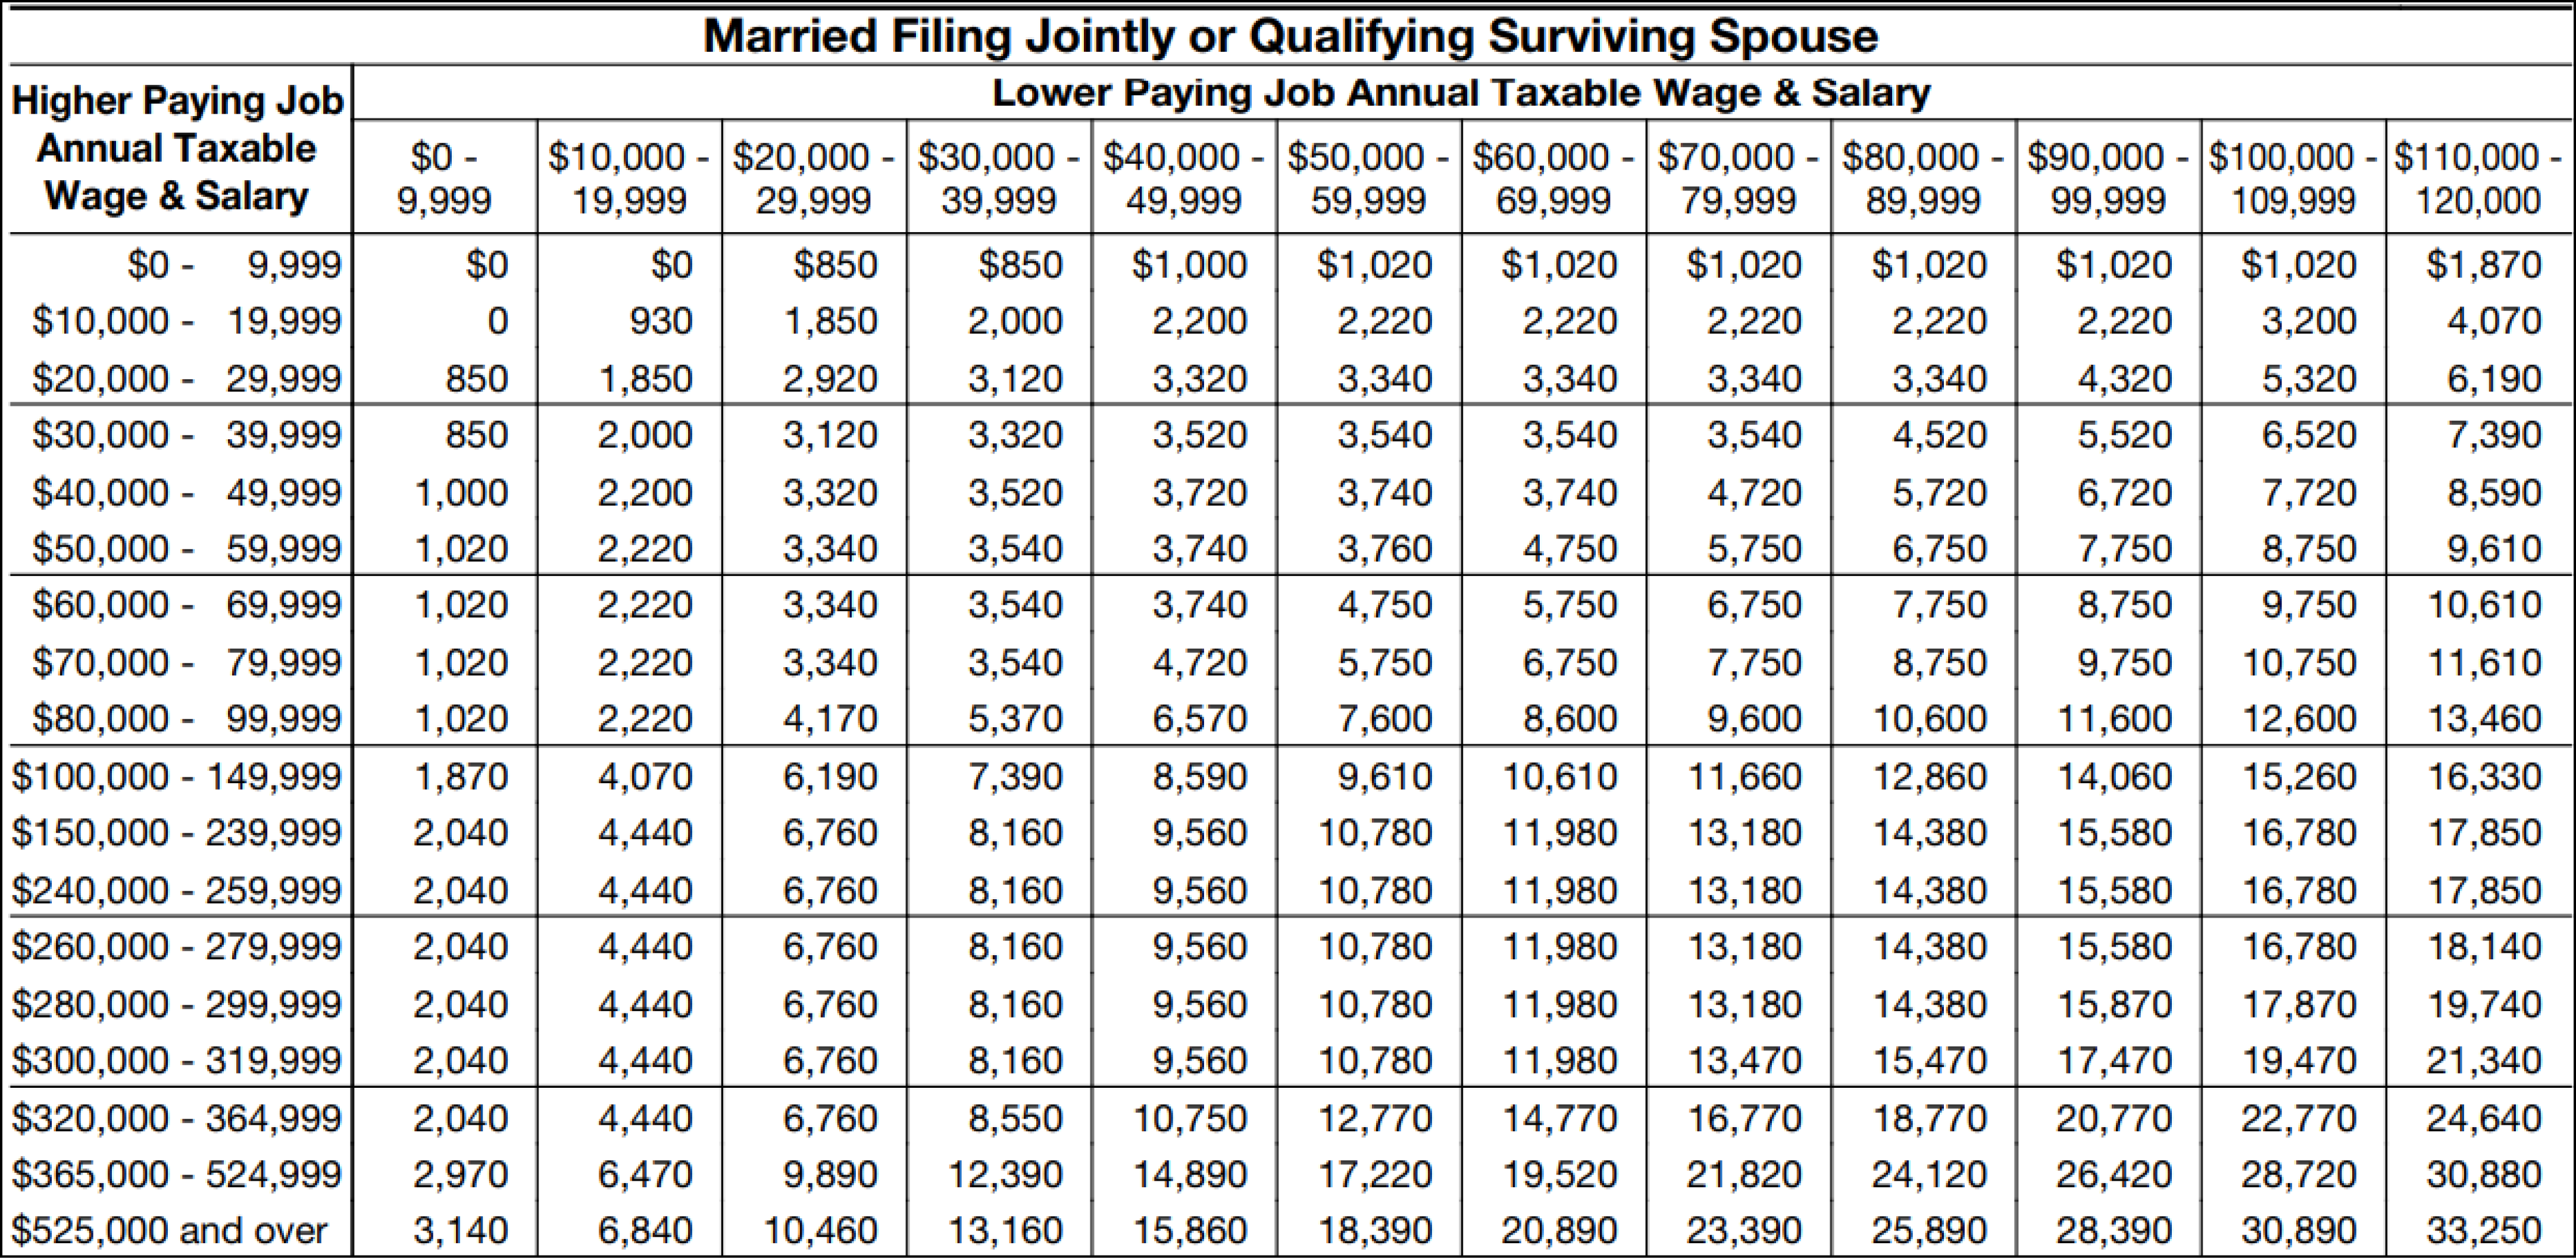 Married Filing Jointly or Qualifying Surviving Spouse
Higher Paying Job
Annual Taxable
Wage & Salary
Lower Paying Job Annual Taxable Wage & Salary
$0 - 9,999 $10,000 - 19,999 $20,000 - 29,999 $30,000 - 39,999 $40,000 - 49,999 $50,000 - 59,999 $60,000 - 69,999 $70,000 - 79,999 $80,000 - 89,999 $90,000 - 99,999 $100,000 - 109,999 $110,000 - 120,000
$0 - 9,999 $0 $0 $850 $850 $1,000 $1,020 $1,020 $1,020 $1,020 $1,020 $1,020 $1,870
$10,000 - 19,999 0 930 1,850 2,000 2,200 2,220 2,220 2,220 2,220 2,220 3,200 4,070
$20,000 - 29,999 850 1,850 2,920 3,120 3,320 3,340 3,340 3,340 3,340 4,320 5,320 6,190
$30,000 - 39,999 850 2,000 3,120 3,320 3,520 3,540 3,540 3,540 4,520 5,520 6,520 7,390
$40,000 - 49,999 1,000 2,200 3,320 3,520 3,720 3,740 3,740 4,720 5,720 6,720 7,720 8,590
$50,000 - 59,999 1,020 2,220 3,340 3,540 3,740 3,760 4,750 5,750 6,750 7,750 8,750 9,610
$60,000 - 69,999 1,020 2,220 3,340 3,540 3,740 4,750 5,750 6,750 7,750 8,750 9,750 10,610
$70,000 - 79,999 1,020 2,220 3,340 3,540 4,720 5,750 6,750 7,750 8,750 9,750 10,750 11,610
$80,000 - 99,999 1,020 2,220 4,170 5,370 6,570 7,600 8,600 9,600 10,600 11,600 12,600 13,460
$100,000 - 149,999 1,870 4,070 6,190 7,390 8,590 9,610 10,610 11,660 12,860 14,060 15,260 16,330
$150,000 - 239,999 2,040 4,440 6,760 8,160 9,560 10,780 11,980 13,180 14,380 15,580 16,780 17,850
$240,000 - 259,999 2,040 4,440 6,760 8,160 9,560 10,780 11,980 13,180 14,380 15,580 16,780 17,850
$260,000 - 279,999 2,040 4,440 6,760 8,160 9,560 10,780 11,980 13,180 14,380 15,580 16,780 18,140
$280,000 - 299,999 2,040 4,440 6,760 8,160 9,560 10,780 11,980 13,180 14,380 15,870 17,870 19,740
$300,000 - 319,999 2,040 4,440 6,760 8,160 9,560 10,780 11,980 13,470 15,470 17,470 19,470 21,340
$320,000 - 364,999 2,040 4,440 6,760 8,550 10,750 12,770 14,770 16,770 18,770 20,770 22,770 24,640
$365,000 - 524,999 2,970 6,470 9,890 12,390 14,890 17,220 19,520 21,820 24,120 26,420 28,720 30,880
$525,000 and over 3,140 6,840 10,460 13,160 15,860 18,390 20,890 23,390 25,890 28,390 30,890 33,250